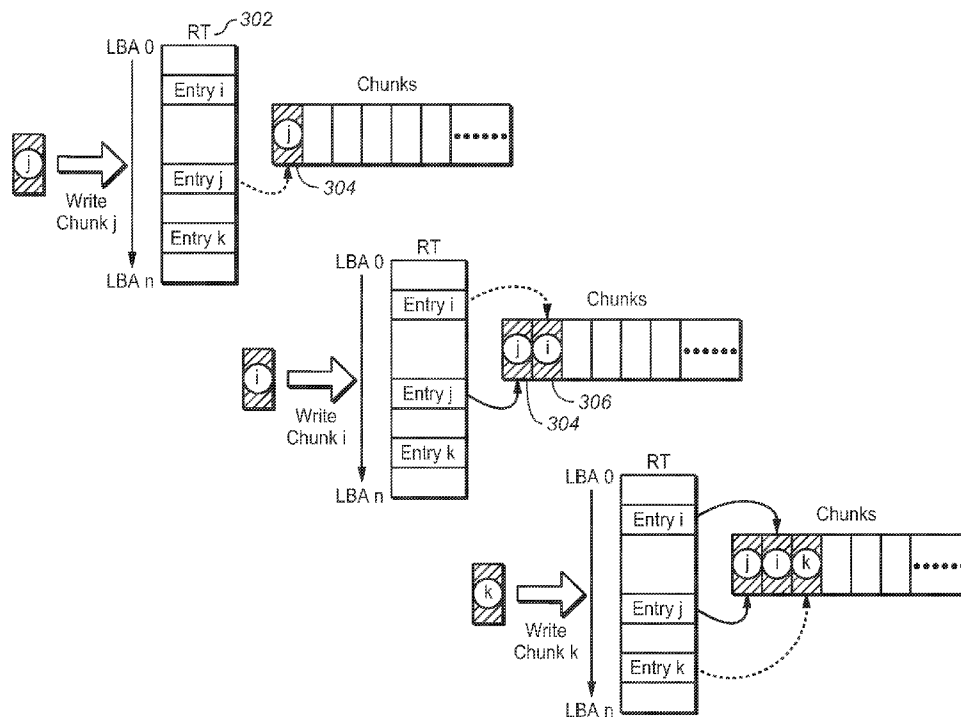 RT 302
LBA 0
Entry i
Chunks
j
j
Entry j
304
Write
Chunk j
Entry k
LBA n
RT
LBA 0
Entry i
Chunks
j i
i
Entry j
306
304
Write
Chunk i
Entry k
LBA n
RT
LBA 0
Entry i
Chunks
j i k
k
Entry j
Write
Chunk k
Entry k
LBA n